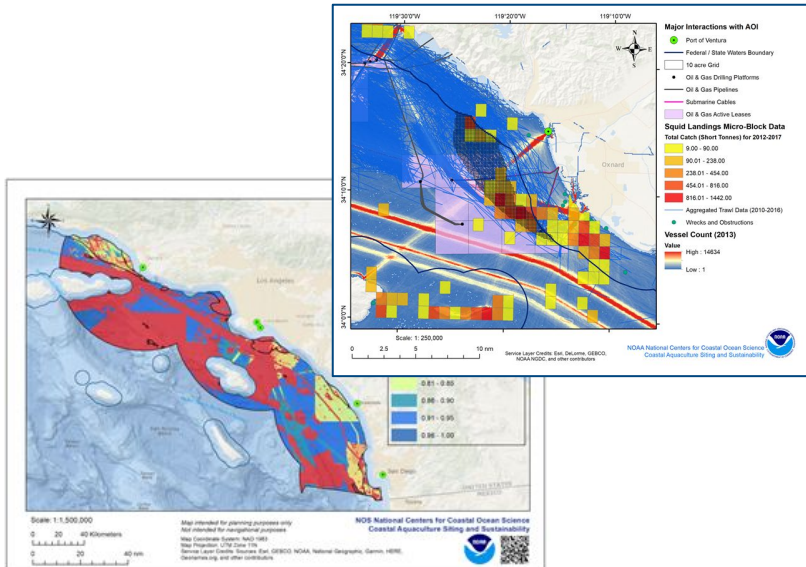 119°30'0"W
119°20'0"W
119°10'0"W
34°20'0"N
34°10'0"N
34°0'0"N
N
W
E
S
Oxnard
Major Interactions with AOI
Port of Ventura
Federal / State Waters Boundary
10 acre Grid
Oil & Gas Drilling Platforms
Oil & Gas Pipelines
Submarine Cables
Oil & Gas Active Leases
Squid Landings Micro-Block Data
Total Catch (Short Tonnes) for 2012-2017
9.00 - 90.00
90.01 - 238.00
238.01 - 454.00
454.01 - 816.00
816.01 - 1442.00
Aggregated Trawl Data (2010-2016)
Wrecks and Obstructions
Vessel Count (2013)
Value
High : 14634
Low : 1
Scale: 1: 250,000
0
2.5
5
10 nm
Service Layer Credits: Esri, DeLorme, GEBCO,
NOAA NGDC, and other contributors
NOAA National Centers for Coastal Ocean Science
Coastal Aquaculture Siting and Sustainability
NOAA
Los Angeles
San Diego
UNITED STATES
MEXICO
0.81 - 0.85
0.86 - 0.90
0.91 - 0.95
0.96 - 1.00
Scale: 1:1,500,000
0 20 40 Kilometers
0 20 40 nm
Map intended for planning purposes only
Not intended for navigational purposes
Map Coordinate System: NAD 1983
Map Projection: UTM Zone 11N
Service Layer Credits: Sources: Esri, GEBCO, NOAA, National Geographic, Garmin, HERE,
Geonames.org, and other contributors
NOS National Centers for Coastal Ocean Science
Coastal Aquaculture Siting and Sustainability